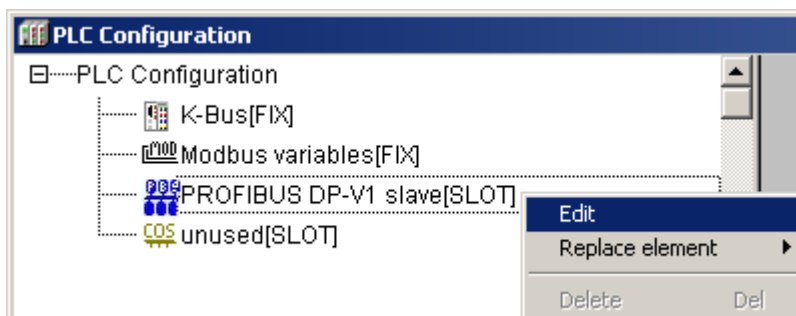 PLC Configuration
PLC Configuration
K-Bus[FIX]
Modbus variables[FIX]
PROFIBUS DP-V1 slave[SLOT]
unused[SLOT]
Edit
Replace element
Delete Del